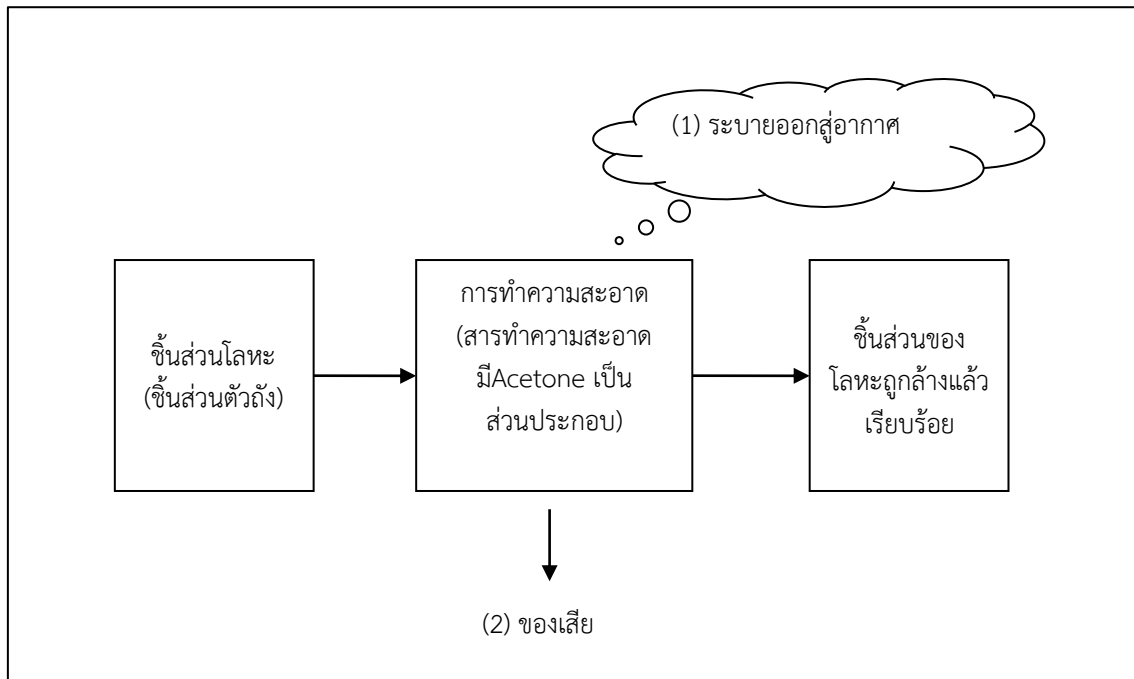 (1) ระบายออกสู่อากาศ
ชิ้นส่วนโลหะ
(ชิ้นส่วนตัวถัง)
การทำความสะอาด
(สารทำความสะอาด
มีAcetone เป็น
ส่วนประกอบ)
ชิ้นส่วนของ
โลหะถูกล้างแล้ว
เรียบร้อย
(2) ของเสีย